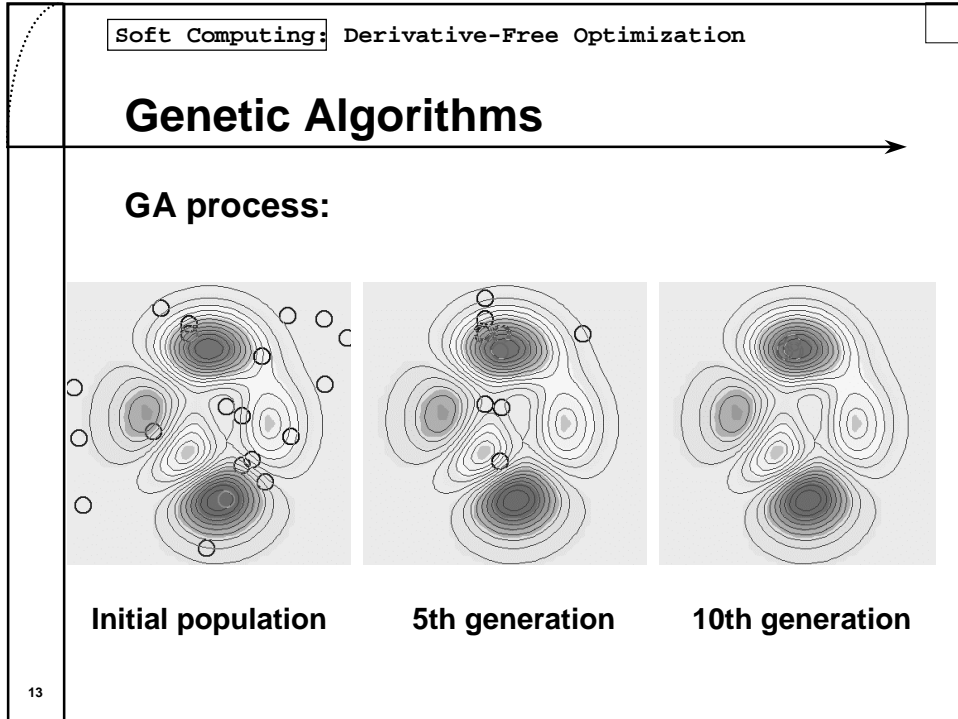 Soft Computing: Derivative-Free Optimization
Genetic Algorithms
GA process:
Initial population
5th generation
10th generation
13